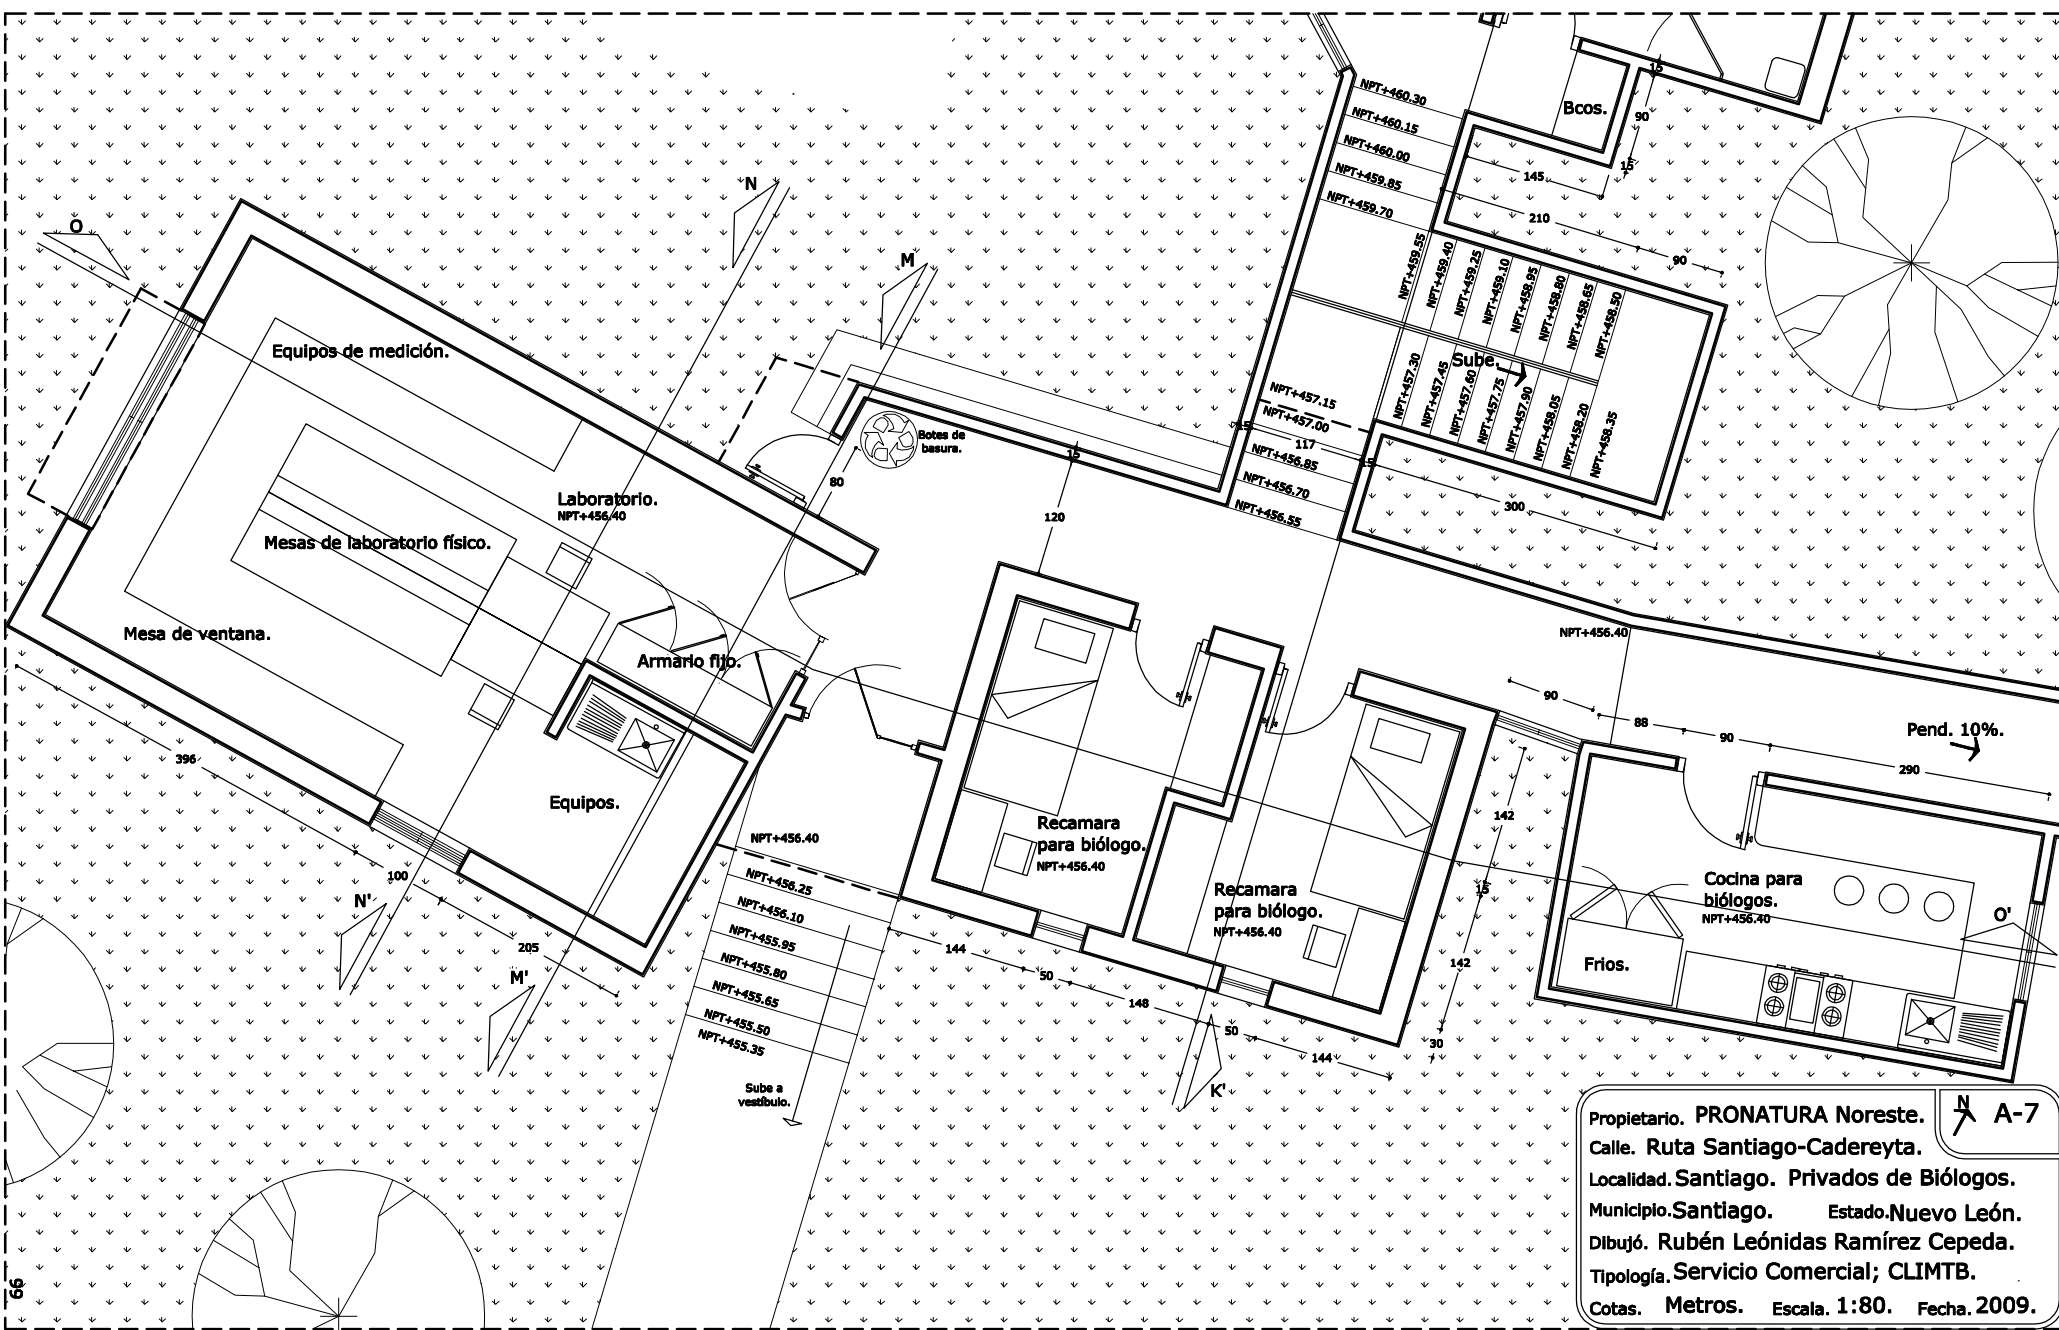 NPT+460.30
NPT+460.15
NPT+460.00
NPT+459.85
NPT+459.70
15
Bcos.
90
15
145
210
90
N
M
O
NPT+459.55
NPT+459.40
NPT+459.25
NPT+459.10
NPT+458.95
NPT+458.80
NPT+458.65
NPT+458.50
Sube.
NPT+457.30
NPT+457.45
NPT+457.60
NPT+457.75
NPT+457.90
NPT+458.05
NPT+458.20
NPT+458.35
NPT+457.15
NPT+457.00
15
117
15
NPT+456.85
NPT+456.70
NPT+456.55
300
Equipos de medición.
Botes de
basura.
15
80
120
Laboratorio.
NPT+456.40
Mesas de laboratorio físico.
Mesa de ventana.
Armario fijo.
NPT+456.40
90
88
90
Pend. 10%.
290
396
Equipos.
100
205
NPT+456.40
NPT+456.25
NPT+456.10
NPT+455.95
NPT+455.80
NPT+455.65
NPT+455.50
NPT+455.35
Sube a
vestíbulo.
Recamara
para biólogo.
NPT+456.40
Recamara
para biólogo.
NPT+456.40
142
15
142
30
144
50
148
50
144
Cocina para
biólogos.
NPT+456.40
Frios.
O'
N'
M'
K'
Propietario. PRONATURA Noreste.
N
A-7
Calle. Ruta Santiago-Cadereyta.
Localidad. Santiago. Privados de Biólogos.
Municipio. Santiago. Estado. Nuevo León.
Dibujó. Rubén Leónidas Ramírez Cepeda.
Tipología. Servicio Comercial; CLIMTB.
Cotas. Metros. Escala. 1:80. Fecha. 2009.
99